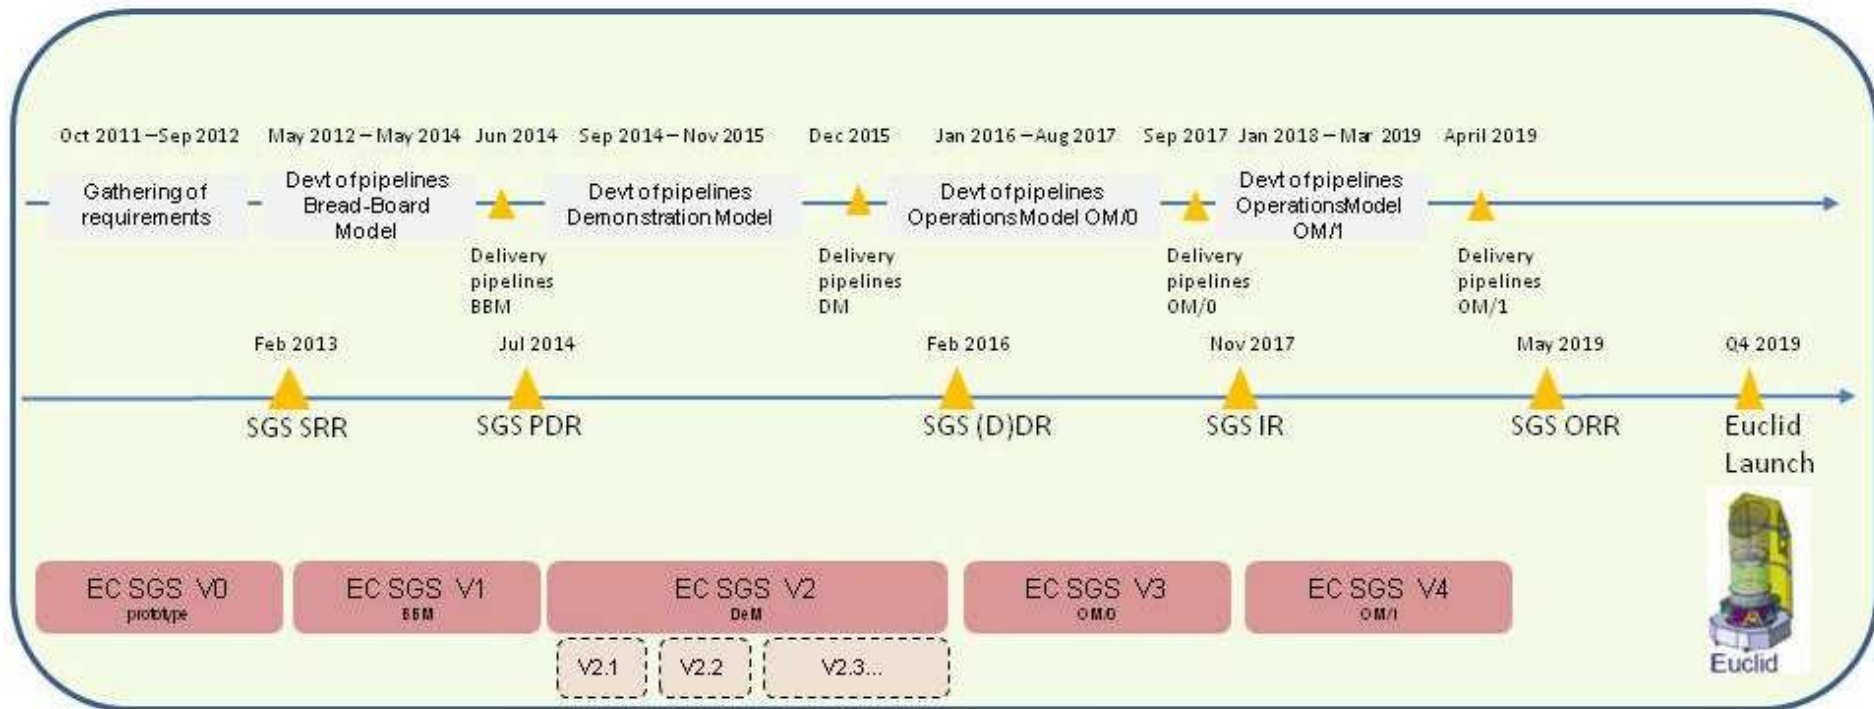 Oct 2011 – Sep 2012
May 2012 – May 2014
Jun 2014
Sep 2014 – Nov 2015
Dec 2015
Jan 2016 – Aug 2017
Sep 2017
Jan 2018 – Mar 2019
April 2019
Gathering of
requirements
Devt of pipelines
Bread-Board
Model
Devt of pipelines
Demonstration Model
Devt of pipelines
Operations Model OM/0
Devt of pipelines
Operations Model
OM/1
Delivery
pipelines
BBM
Delivery
pipelines
DM
Delivery
pipelines
OM/0
Delivery
pipelines
OM/1
Feb 2013
Jul 2014
Feb 2016
Nov 2017
May 2019
Q4 2019
SGS SRR
SGS PDR
SGS (D)DR
SGS IR
SGS ORR
Euclid
Launch
EC SGS V0
prototype
EC SGS V1
BBM
EC SGS V2
DeM
EC SGS V3
OM/0
EC SGS V4
OM/1
V2.1
V2.2
V2.3...
Euclid